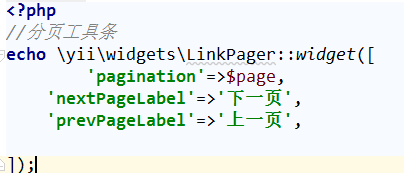 <?php
//分页工具条
echo \yii\widgets\LinkPager::widget([
'pagination'=>$page,
'nextPageLabel'=>'下一页',
'prevPageLabel'=>'上一页',
]);